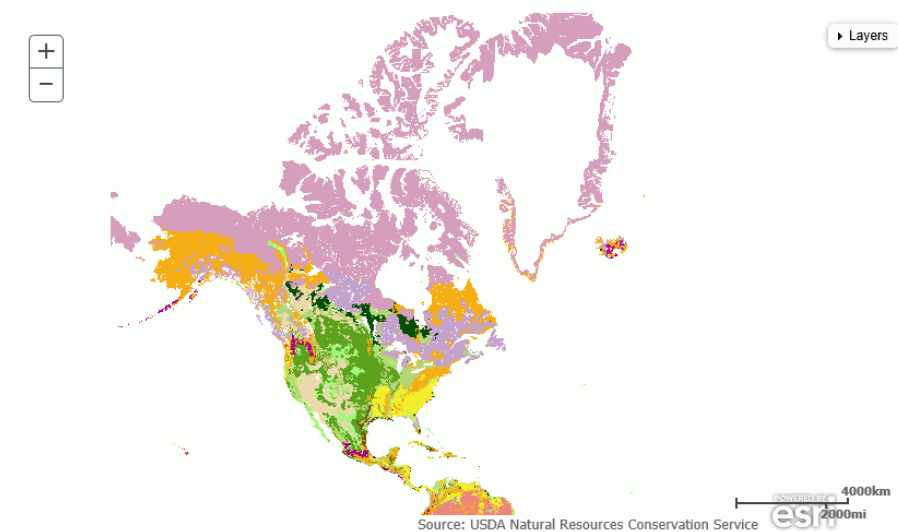 +
−
Layers
4000km
POWERED BY
esri
2000mi
Source: USDA Natural Resources Conservation Service